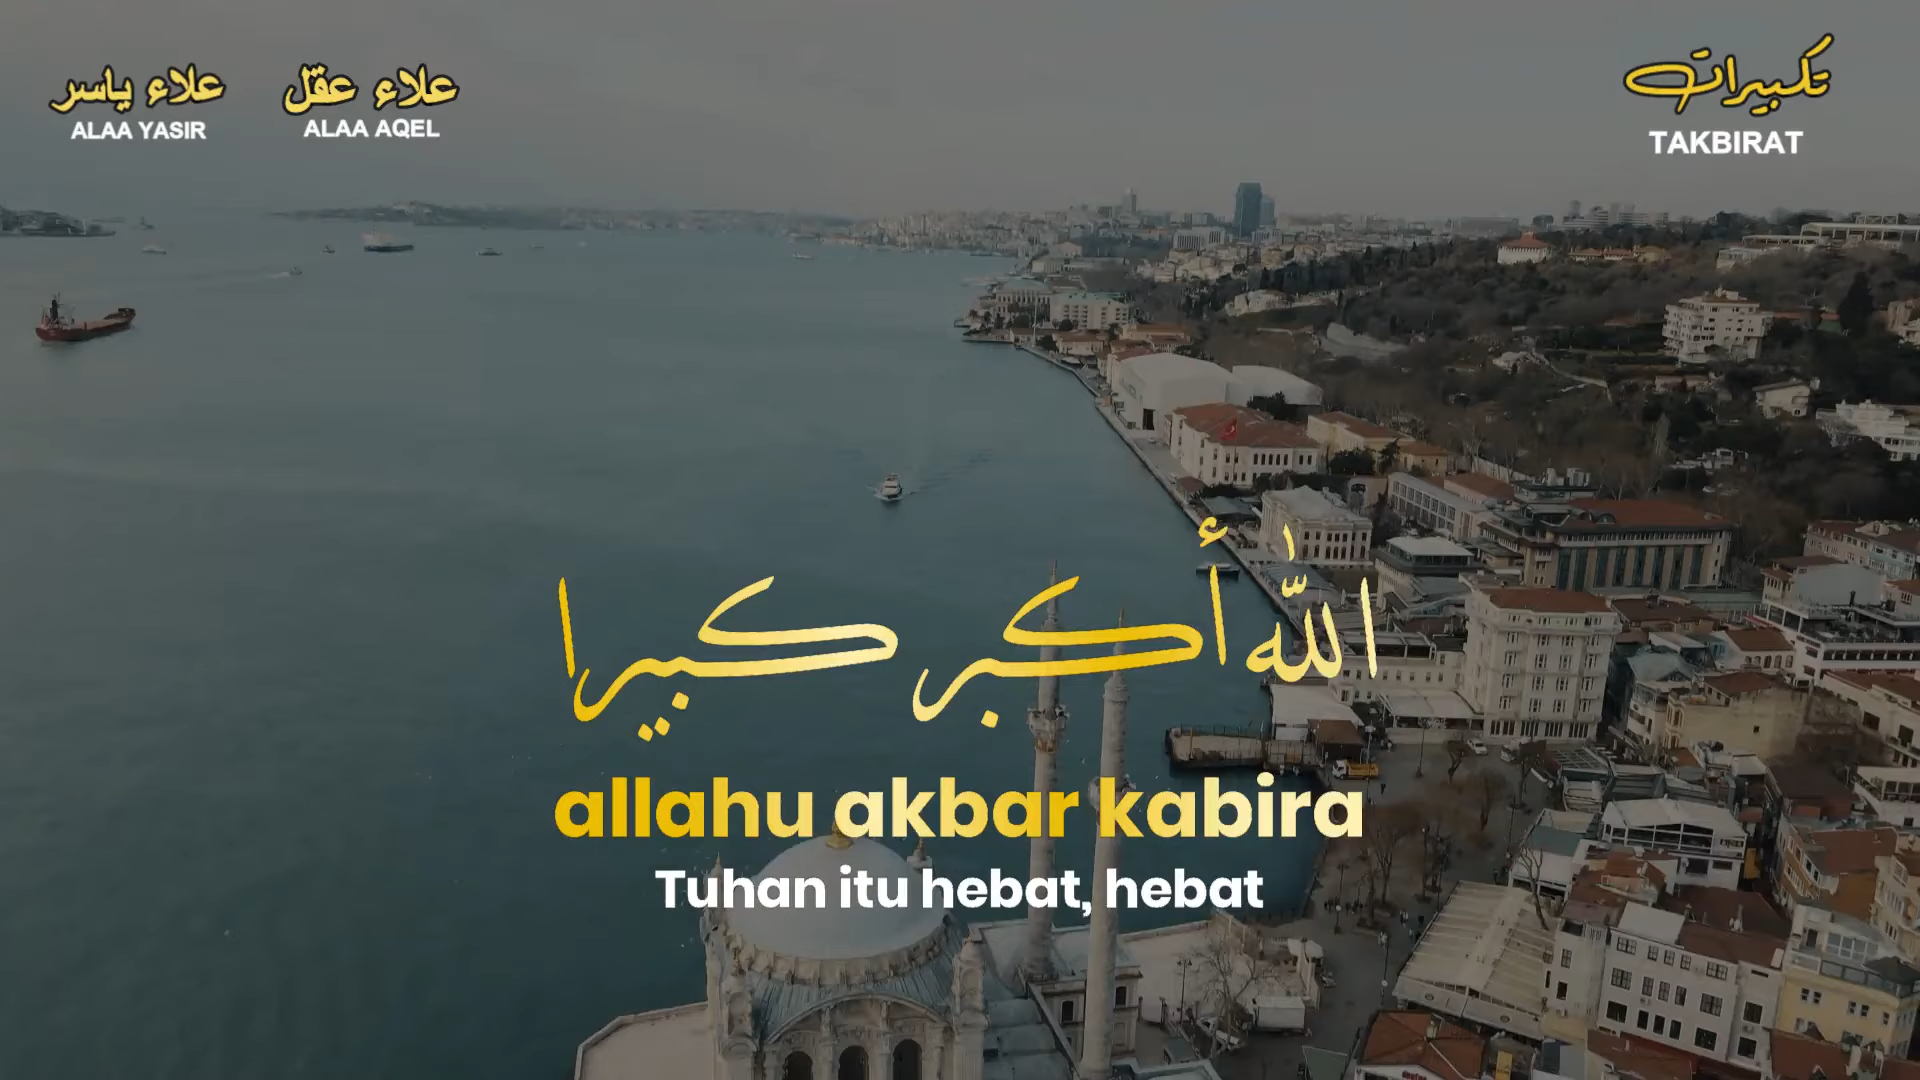 علاء ياسر
ALAA YASIR
علاء عقل
ALAA AQEL
تكبيرات
TAKBIRAT
الله أكبر كبيرا
allahu akbar kabira
Tuhan itu hebat, hebat